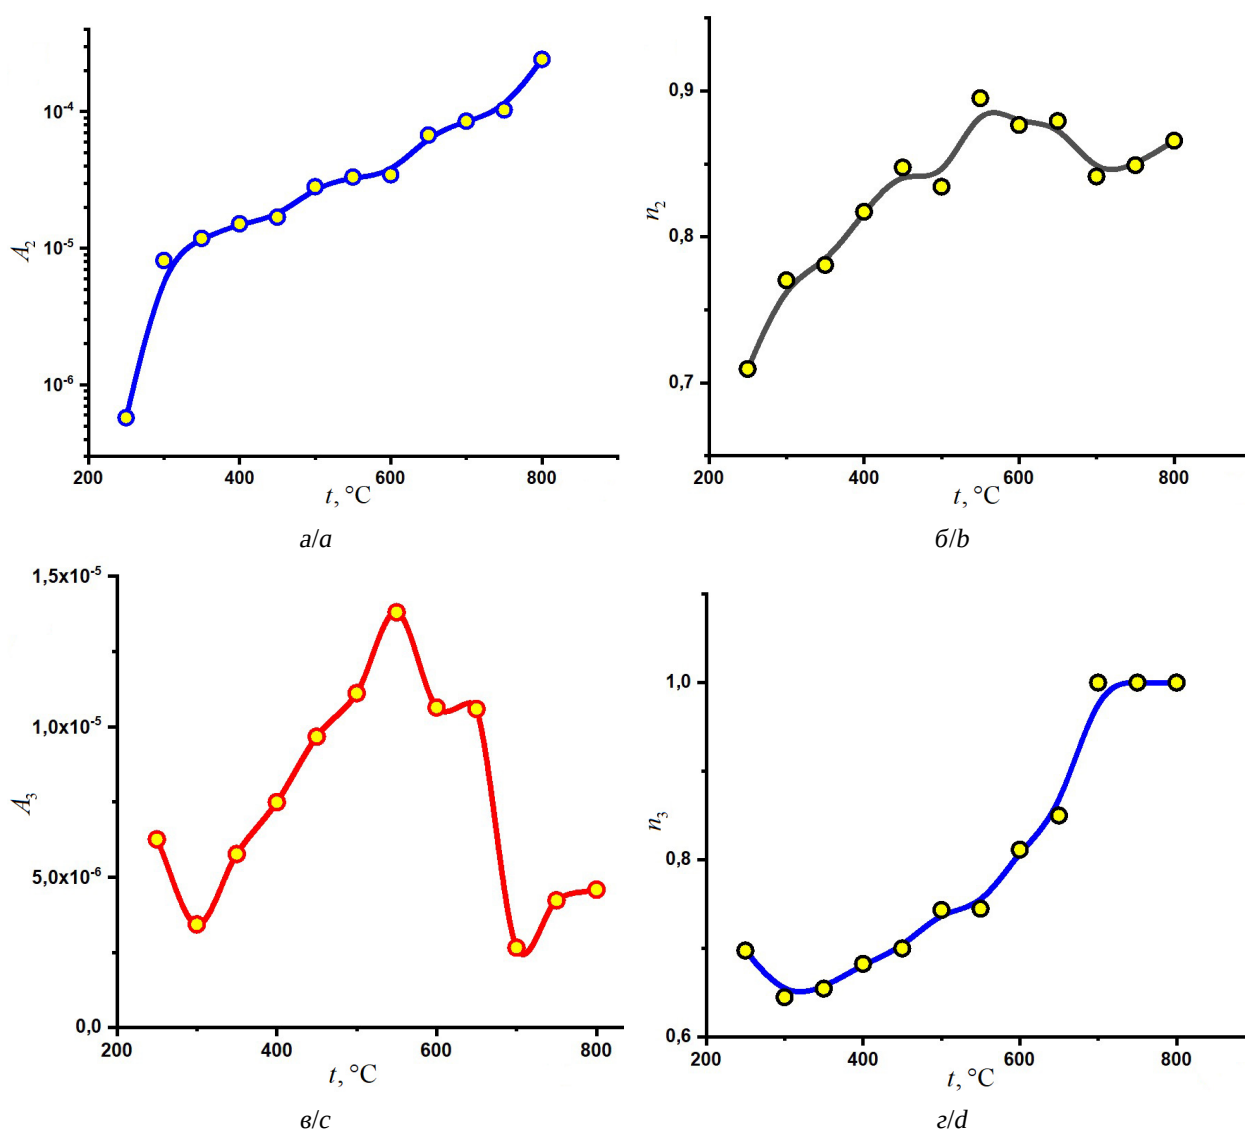 10⁻⁴
10⁻⁵
10⁻⁶
A₂
200 400 600 800
t, °C
а/a
0,9
0,8
0,7
n₂
200 400 600 800
t, °C
б/b
1,5x10⁻⁵
1,0x10⁻⁵
5,0x10⁻⁶
0,0
A₃
200 400 600 800
t, °C
в/c
1,0
0,8
0,6
n₃
200 400 600 800
t, °C
г/d